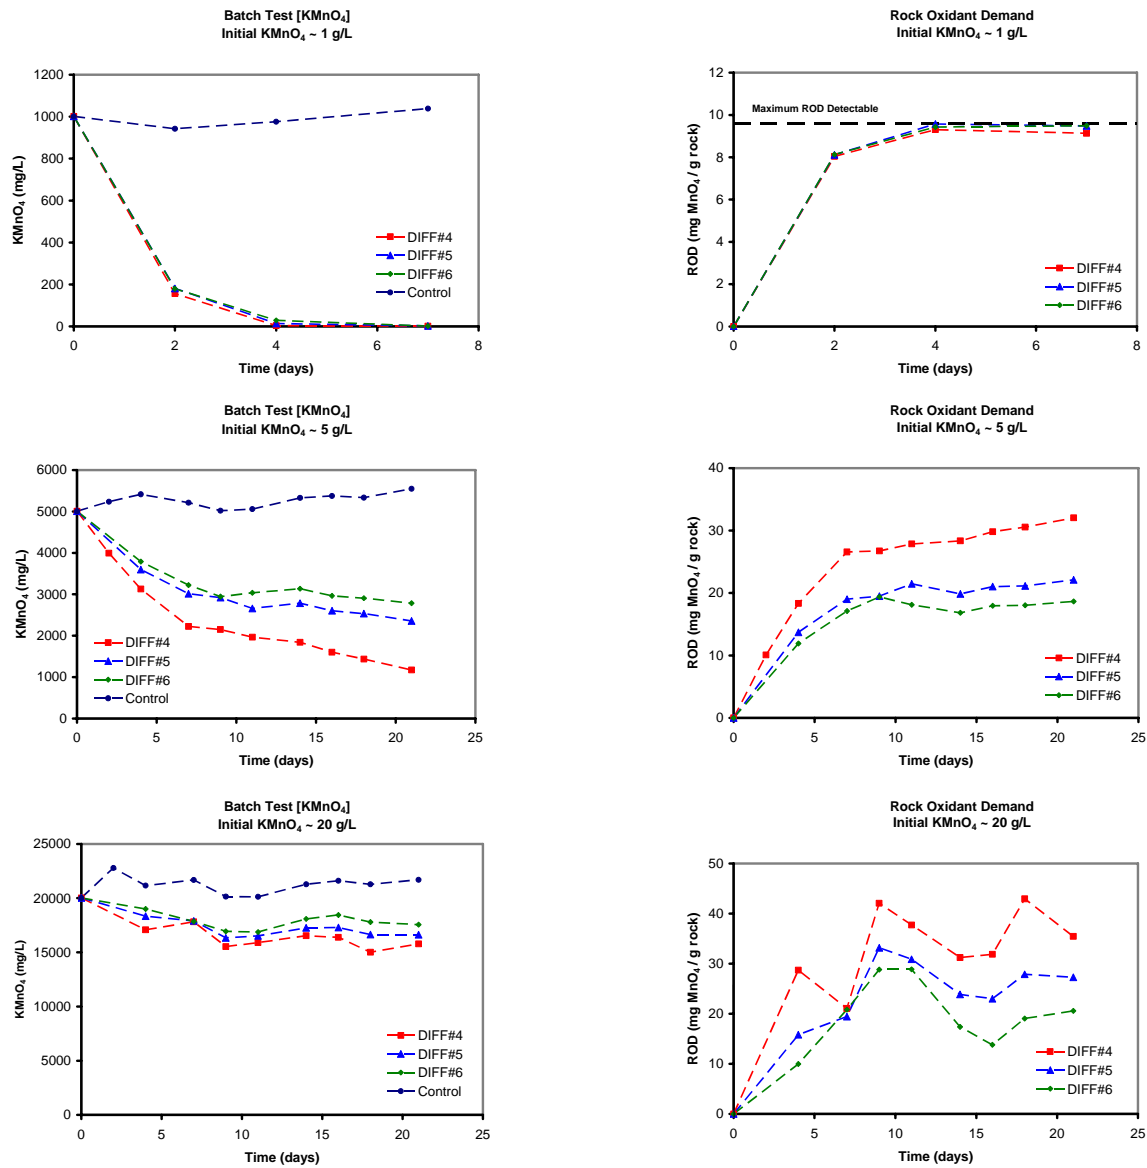 Batch Test [KMnO₄]
Initial KMnO₄ ~ 1 g/L
1200
1000
800
600
400
200
0
KMnO₄ (mg/L)
DIFF#4
DIFF#5
DIFF#6
Control
0 2 4 6 8
Time (days)
Rock Oxidant Demand
Initial KMnO₄ ~ 1 g/L
12
10
8
6
4
2
0
ROD (mg MnO₄ / g rock)
Maximum ROD Detectable
DIFF#4
DIFF#5
DIFF#6
0 2 4 6 8
Time (days)
Batch Test [KMnO₄]
Initial KMnO₄ ~ 5 g/L
6000
5000
4000
3000
2000
1000
0
KMnO₄ (mg/L)
DIFF#4
DIFF#5
DIFF#6
Control
0 5 10 15 20 25
Time (days)
Rock Oxidant Demand
Initial KMnO₄ ~ 5 g/L
40
30
20
10
0
ROD (mg MnO₄ / g rock)
DIFF#4
DIFF#5
DIFF#6
0 5 10 15 20 25
Time (days)
Batch Test [KMnO₄]
Initial KMnO₄ ~ 20 g/L
25000
20000
15000
10000
5000
0
KMnO₄ (mg/L)
DIFF#4
DIFF#5
DIFF#6
Control
0 5 10 15 20 25
Time (days)
Rock Oxidant Demand
Initial KMnO₄ ~ 20 g/L
50
40
30
20
10
0
ROD (mg MnO₄ / g rock)
DIFF#4
DIFF#5
DIFF#6
0 5 10 15 20 25
Time (days)